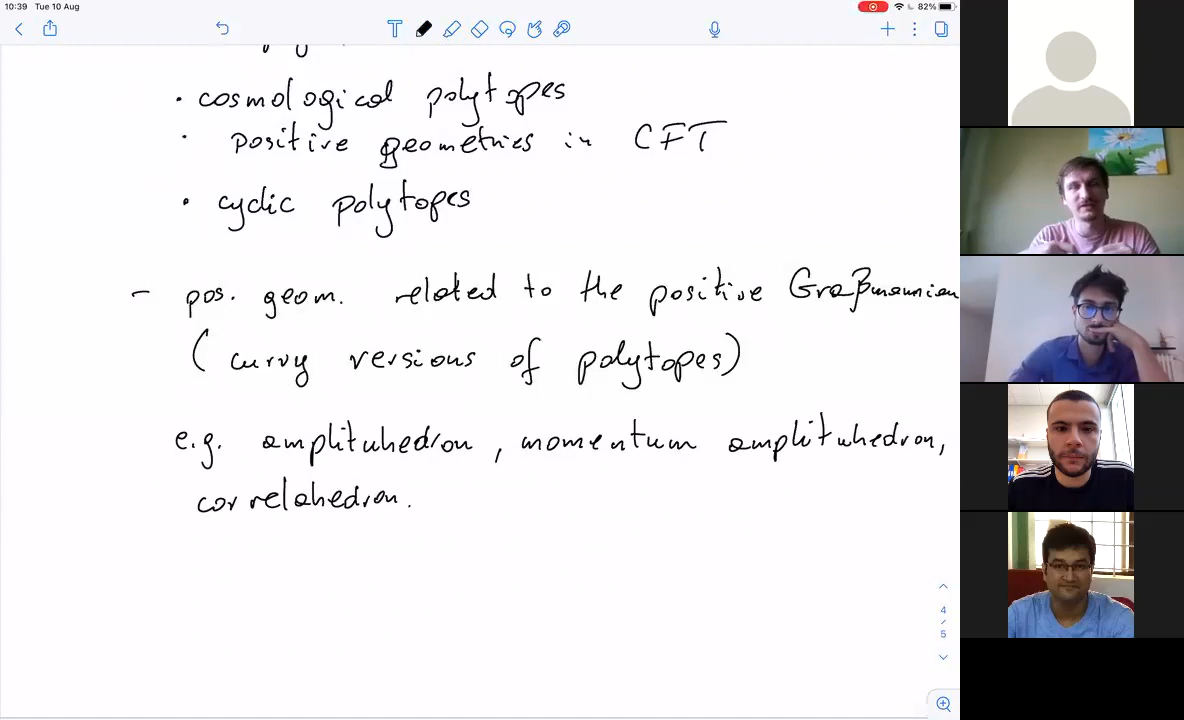 10:39 Tue 10 Aug
82%
T
• cosmological polytopes
• positive geometries in CFT
• cyclic polytopes
- pos. geom. related to the positive Graßmannian
(curvy versions of polytopes)
e.g. amplituhedron, momentum amplituhedron,
correlahedron.
4
/
5